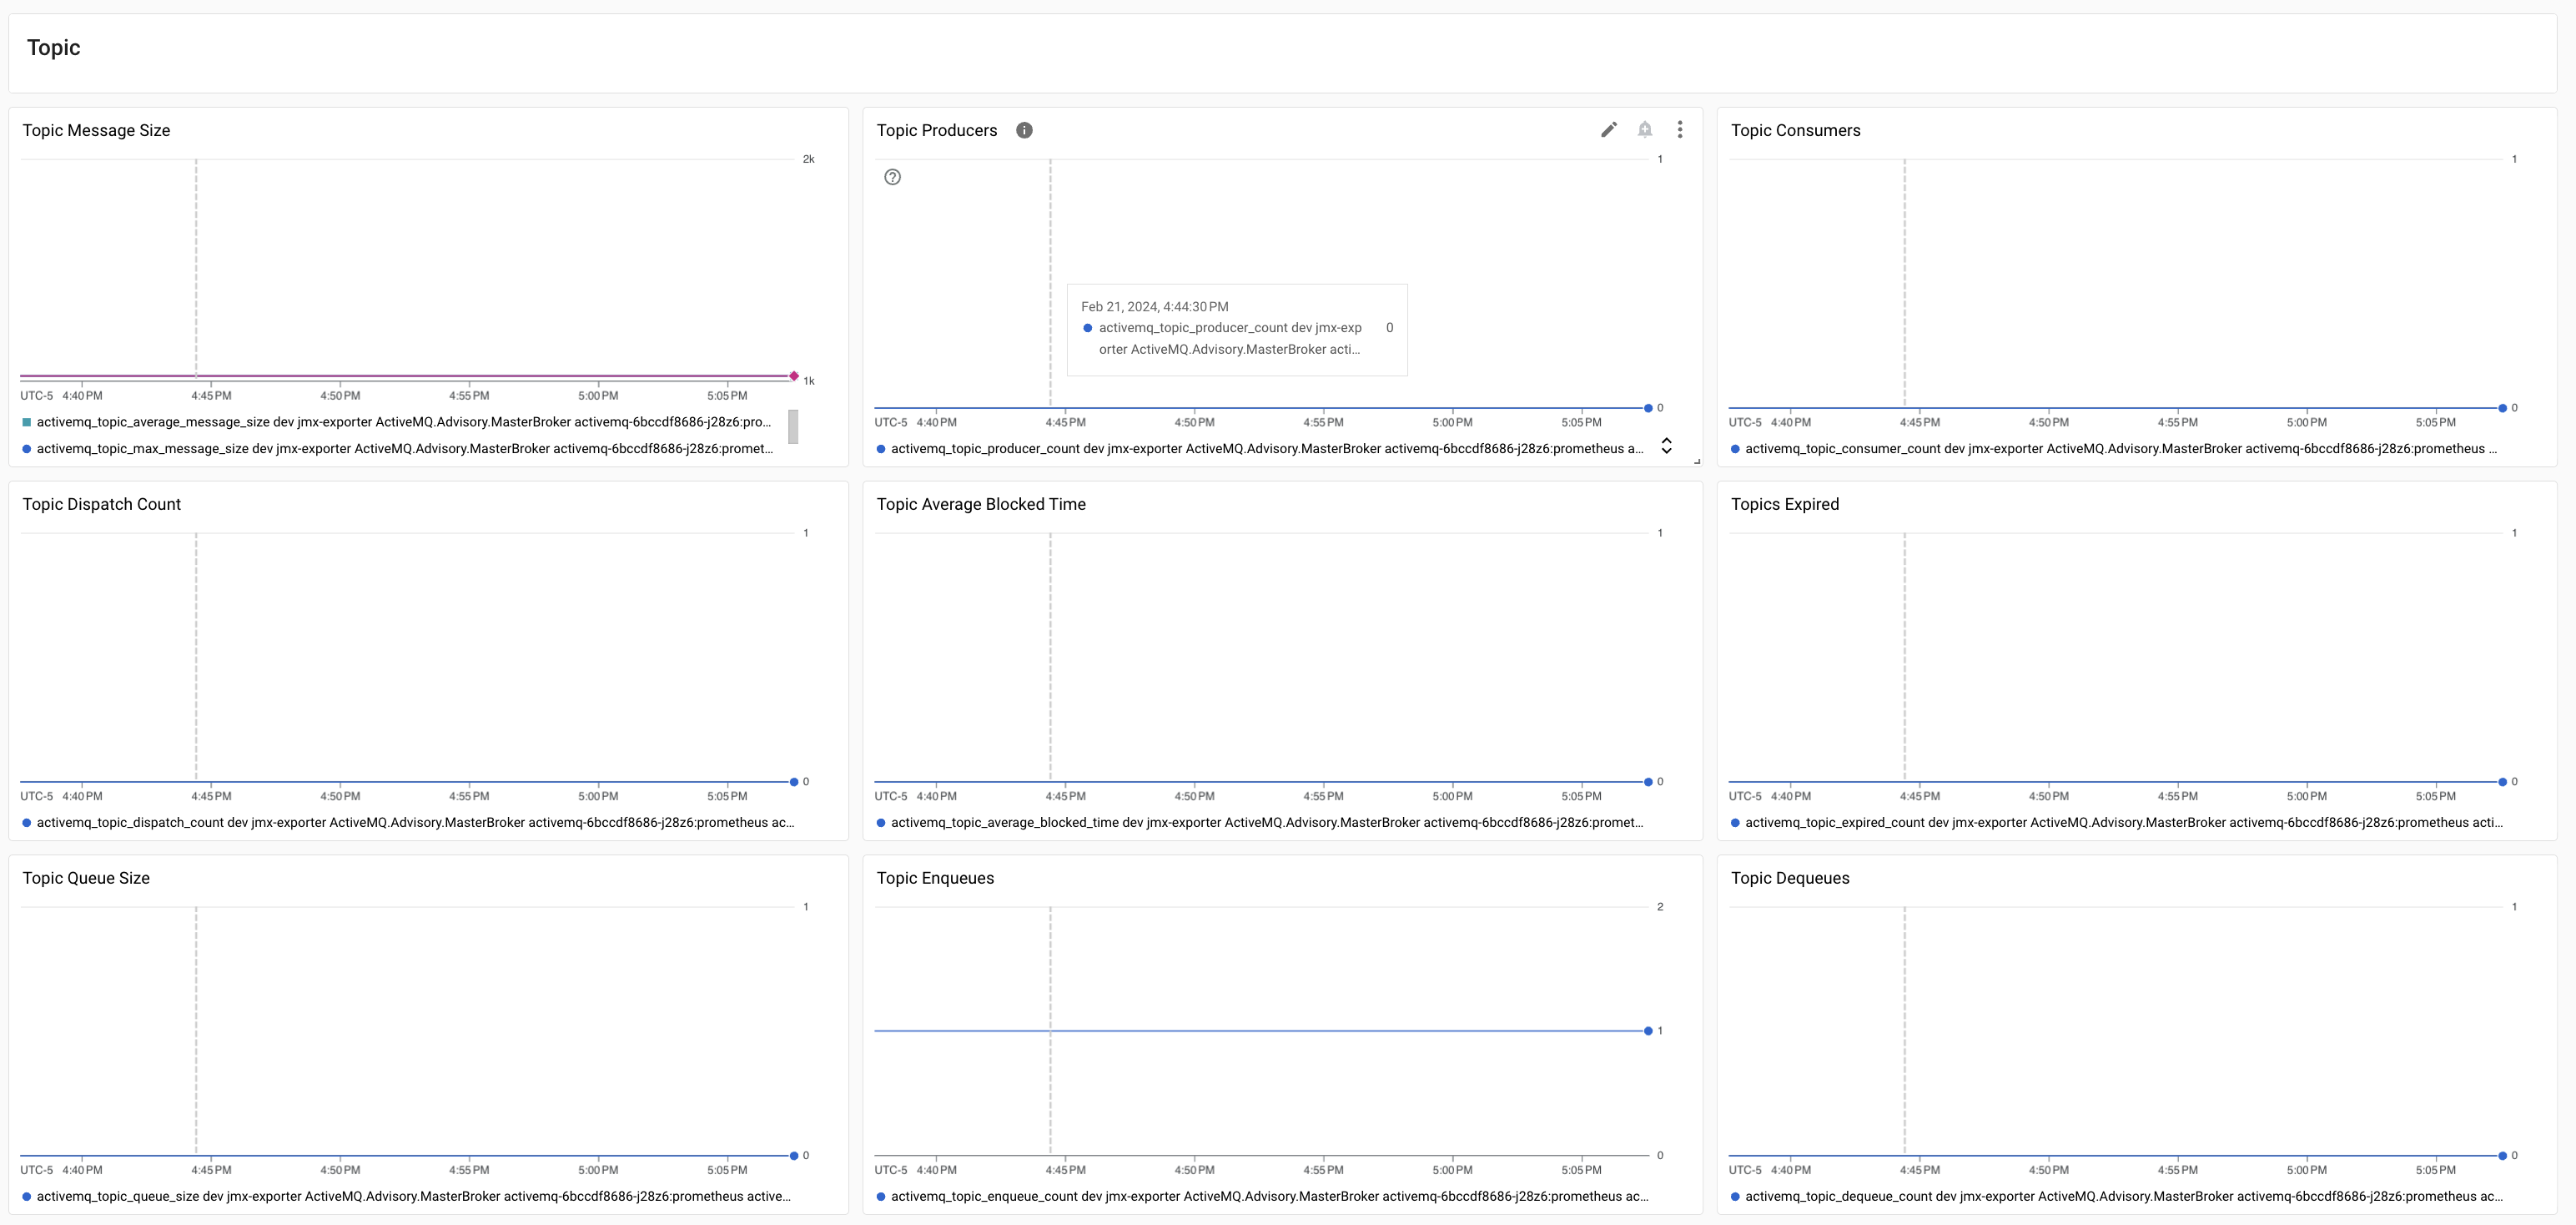 Topic
Topic Message Size
2k
1k
UTC-5 4:40 PM 4:45 PM 4:50 PM 4:55 PM 5:00 PM 5:05 PM
activemq_topic_average_message_size dev jmx-exporter ActiveMQ.Advisory.MasterBroker activemq-6bccdf8686-j28z6:pro...
activemq_topic_max_message_size dev jmx-exporter ActiveMQ.Advisory.MasterBroker activemq-6bccdf8686-j28z6:promet...
Topic Producers
1
Feb 21, 2024, 4:44:30 PM
activemq_topic_producer_count dev jmx-exp 0
orter ActiveMQ.Advisory.MasterBroker acti...
0
UTC-5 4:40 PM 4:45 PM 4:50 PM 4:55 PM 5:00 PM 5:05 PM
activemq_topic_producer_count dev jmx-exporter ActiveMQ.Advisory.MasterBroker activemq-6bccdf8686-j28z6:prometheus a...
Topic Consumers
1
0
UTC-5 4:40 PM 4:45 PM 4:50 PM 4:55 PM 5:00 PM 5:05 PM
activemq_topic_consumer_count dev jmx-exporter ActiveMQ.Advisory.MasterBroker activemq-6bccdf8686-j28z6:prometheus ...
Topic Dispatch Count
1
0
UTC-5 4:40 PM 4:45 PM 4:50 PM 4:55 PM 5:00 PM 5:05 PM
activemq_topic_dispatch_count dev jmx-exporter ActiveMQ.Advisory.MasterBroker activemq-6bccdf8686-j28z6:prometheus ac...
Topic Average Blocked Time
1
0
UTC-5 4:40 PM 4:45 PM 4:50 PM 4:55 PM 5:00 PM 5:05 PM
activemq_topic_average_blocked_time dev jmx-exporter ActiveMQ.Advisory.MasterBroker activemq-6bccdf8686-j28z6:promet...
Topics Expired
1
0
UTC-5 4:40 PM 4:45 PM 4:50 PM 4:55 PM 5:00 PM 5:05 PM
activemq_topic_expired_count dev jmx-exporter ActiveMQ.Advisory.MasterBroker activemq-6bccdf8686-j28z6:prometheus acti...
Topic Queue Size
1
0
UTC-5 4:40 PM 4:45 PM 4:50 PM 4:55 PM 5:00 PM 5:05 PM
activemq_topic_queue_size dev jmx-exporter ActiveMQ.Advisory.MasterBroker activemq-6bccdf8686-j28z6:prometheus active...
Topic Enqueues
2
1
0
UTC-5 4:40 PM 4:45 PM 4:50 PM 4:55 PM 5:00 PM 5:05 PM
activemq_topic_enqueue_count dev jmx-exporter ActiveMQ.Advisory.MasterBroker activemq-6bccdf8686-j28z6:prometheus ac...
Topic Dequeues
1
0
UTC-5 4:40 PM 4:45 PM 4:50 PM 4:55 PM 5:00 PM 5:05 PM
activemq_topic_dequeue_count dev jmx-exporter ActiveMQ.Advisory.MasterBroker activemq-6bccdf8686-j28z6:prometheus ac...